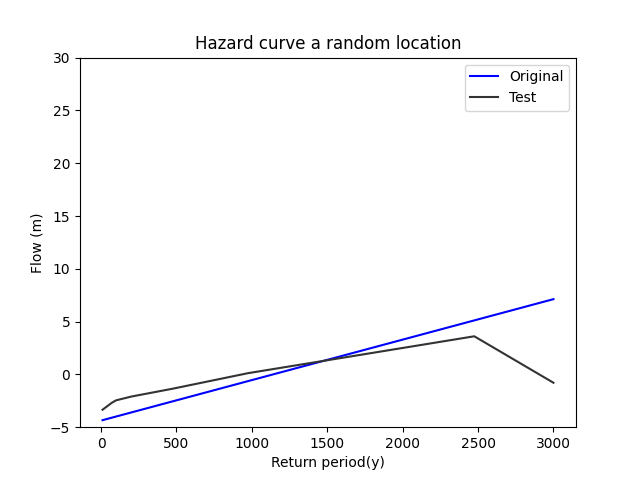 Hazard curve a random location
Original
Test
30
25
20
15
10
5
0
−5
Flow (m)
0 500 1000 1500 2000 2500 3000
Return period(y)